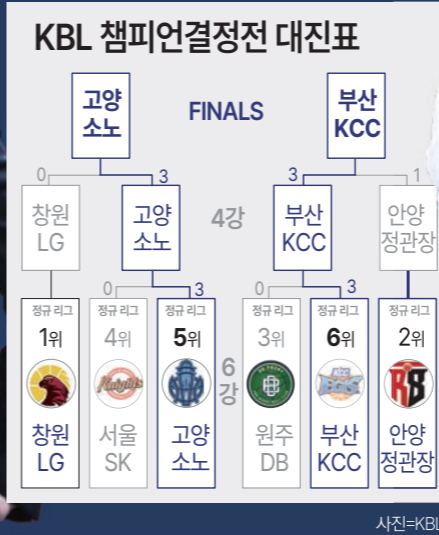 KBL 챔피언결정전 대진표
고양
소노
FINALS
부산
KCC
0
3
3
1
창원
LG
고양
소노
4강
부산
KCC
안양
정관장
0
3
0
3
정규 리그
1위
정규 리그
4위
정규 리그
5위
6
강
정규 리그
3위
정규 리그
6위
정규 리그
2위
Knights
KCC
창원
LG
서울
SK
고양
소노
원주
DB
부산
KCC
안양
정관장
사진=KBL